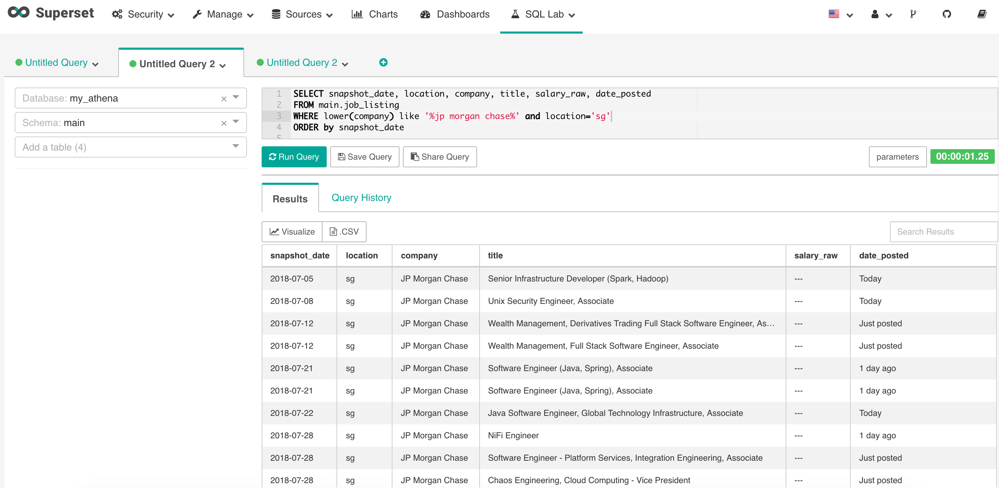 Superset Security Manage Sources Charts Dashboards SQL Lab
Untitled Query Untitled Query 2 Untitled Query 2
Database: my_athena
Schema: main
Add a table (4)
1 SELECT snapshot_date, location, company, title, salary_raw, date_posted
2 FROM main.job_listing
3 WHERE lower(company) like '%jp morgan chase%' and location='sg'
4 ORDER by snapshot_date
5
Run Query Save Query Share Query parameters 00:00:01.25
Results Query History
Visualize .CSV Search Results
snapshot_date location company title salary_raw date_posted
2018-07-05 sg JP Morgan Chase Senior Infrastructure Developer (Spark, Hadoop) --- Today
2018-07-08 sg JP Morgan Chase Unix Security Engineer, Associate --- Today
2018-07-12 sg JP Morgan Chase Wealth Management, Derivatives Trading Full Stack Software Engineer, As... --- Just posted
2018-07-12 sg JP Morgan Chase Wealth Management, Full Stack Software Engineer, Associate --- Just posted
2018-07-21 sg JP Morgan Chase Software Engineer (Java, Spring), Associate --- 1 day ago
2018-07-21 sg JP Morgan Chase Software Engineer (Java, Spring), Associate --- 1 day ago
2018-07-22 sg JP Morgan Chase Java Software Engineer, Global Technology Infrastructure, Associate --- Today
2018-07-28 sg JP Morgan Chase NiFi Engineer --- 1 day ago
2018-07-28 sg JP Morgan Chase Software Engineer - Platform Services, Integration Engineering, Associate --- Just posted
2018-07-28 sg JP Morgan Chase Chaos Engineering, Cloud Computing - Vice President --- Just posted